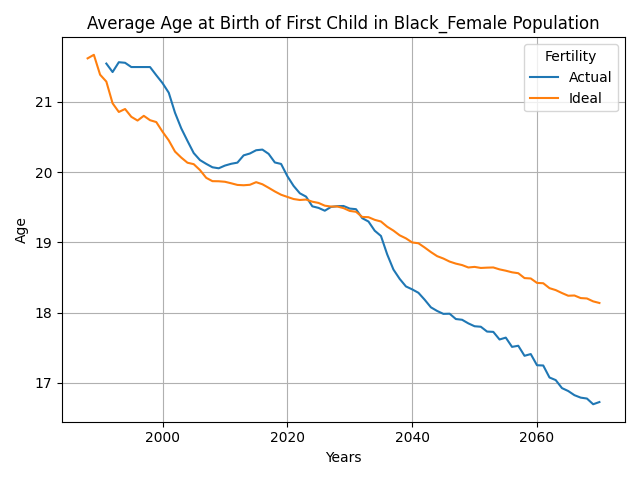 Average Age at Birth of First Child in Black_Female Population
Fertility
Actual
Ideal
Age
21
20
19
18
17
2000
2020
2040
2060
Years